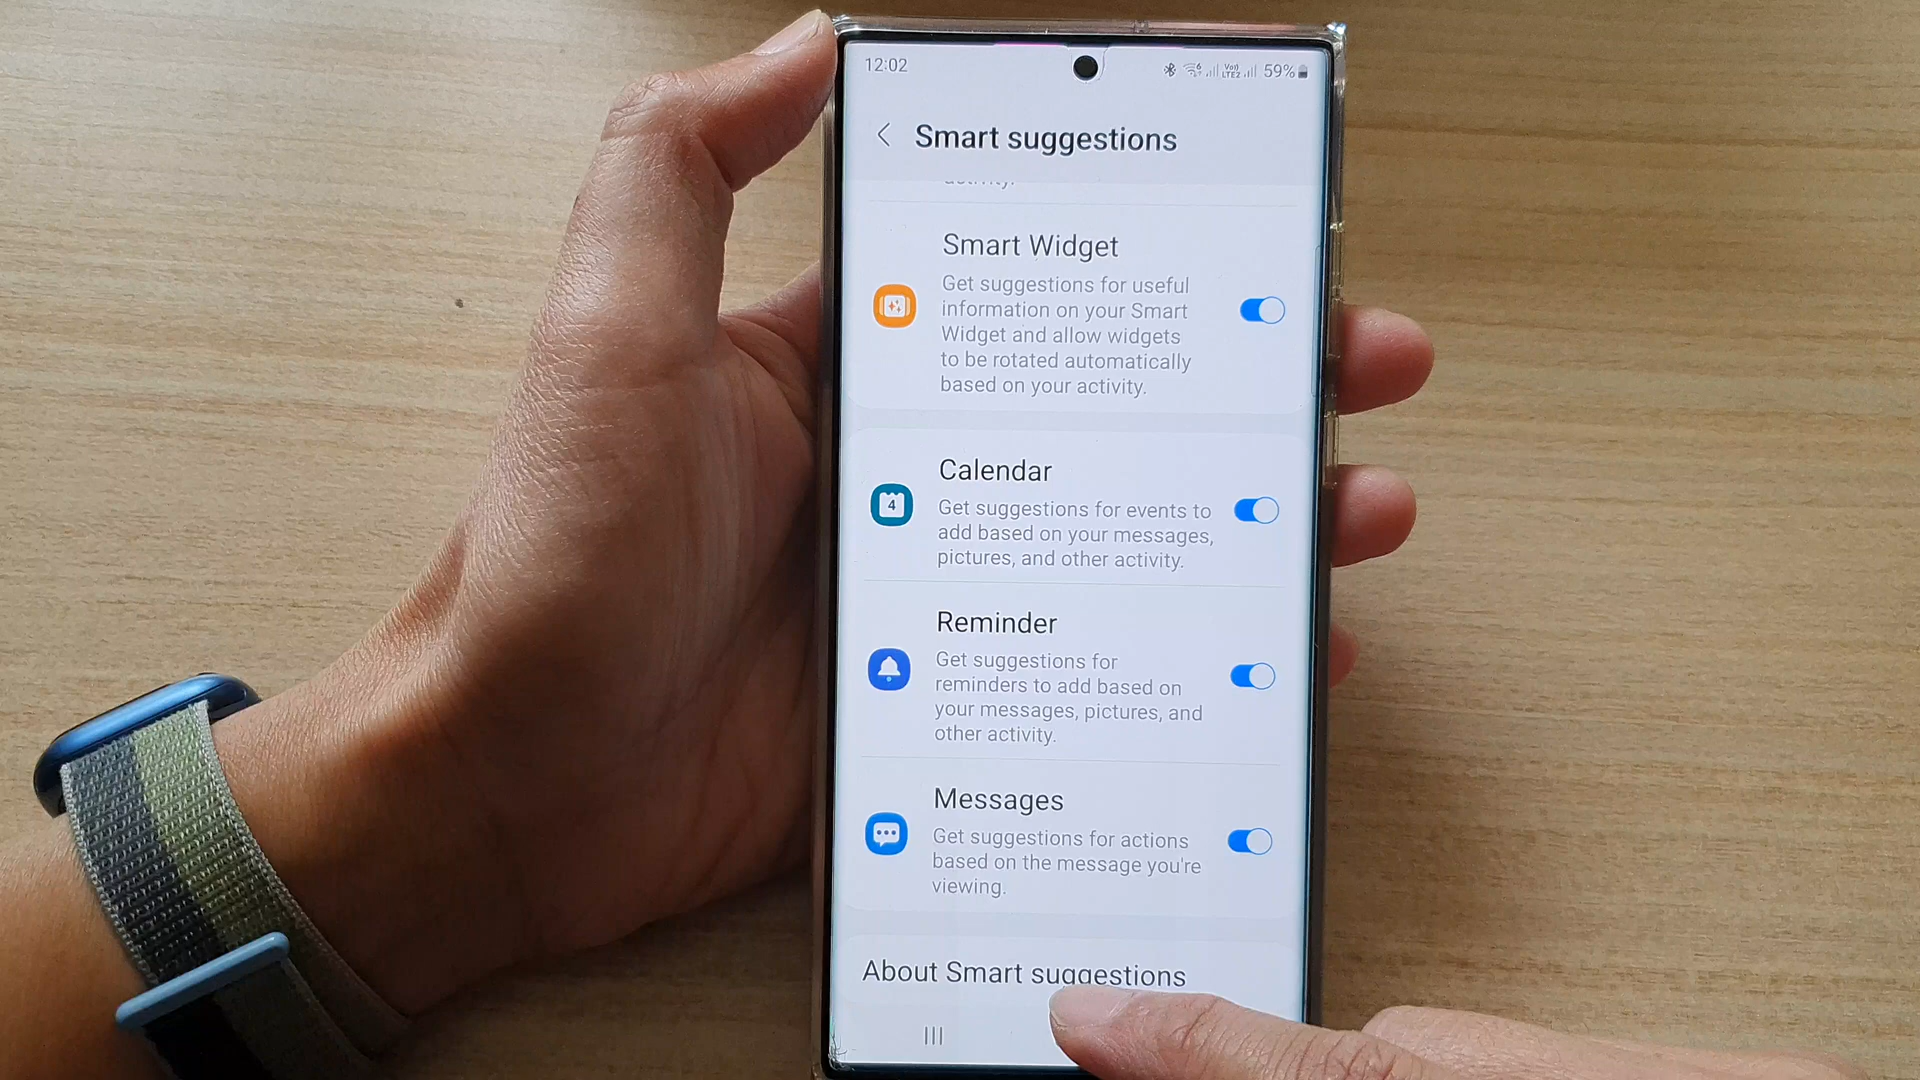 12:02
Vo))
LTE2
59%
Smart suggestions
activity.
Smart Widget
Get suggestions for useful
information on your Smart
Widget and allow widgets
to be rotated automatically
based on your activity.
Calendar
4
Get suggestions for events to
add based on your messages,
pictures, and other activity.
Reminder
Get suggestions for
reminders to add based on
your messages, pictures, and
other activity.
Messages
Get suggestions for actions
based on the message you're
viewing.
About Smart suggestions